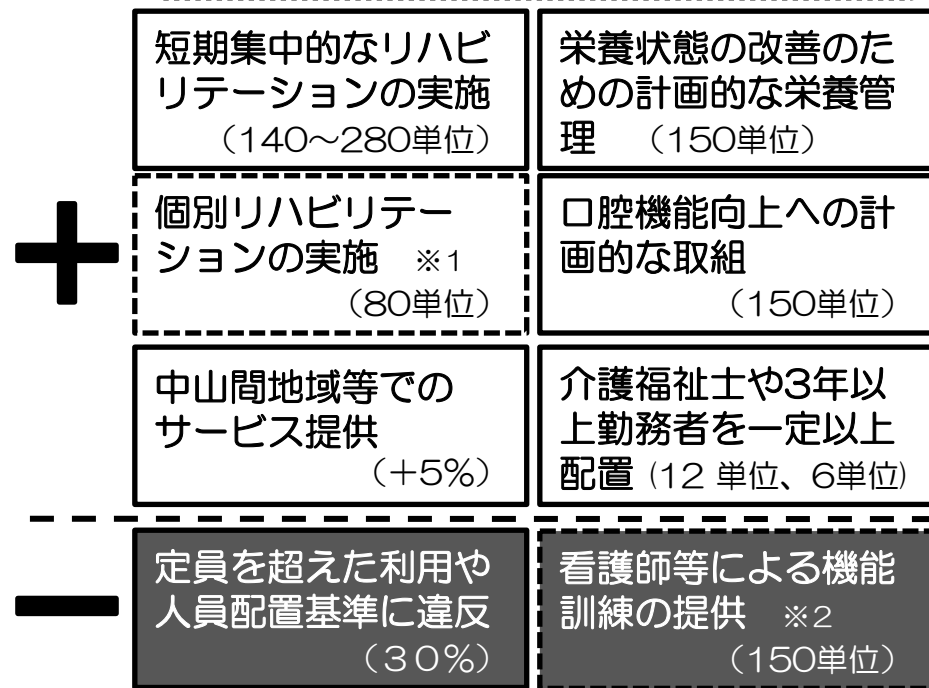 短期集中的なリハビ
リテーションの実施
（140～280単位）
栄養状態の改善のた
めの計画的な栄養管
理　（150単位）
＋
個別リハビリテー
ションの実施　※1
（80単位）
口腔機能向上への計
画的な取組
（150単位）
中山間地域等での
サービス提供
（＋5%）
介護福祉士や3年以
上勤務者を一定以上
配置 (12 単位、6単位)
－
定員を超えた利用や
人員配置基準に違反
（３０％）
看護師等による機能
訓練の提供　※2
（150単位）